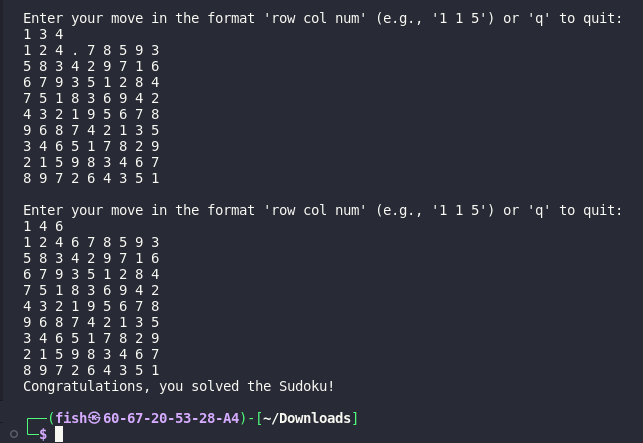 Enter your move in the format 'row col num' (e.g., '1 1 5') or 'q' to quit:
1 3 4
1 2 4 . 7 8 5 9 3
5 8 3 4 2 9 7 1 6
6 7 9 3 5 1 2 8 4
7 5 1 8 3 6 9 4 2
4 3 2 1 9 5 6 7 8
9 6 8 7 4 2 1 3 5
3 4 6 5 1 7 8 2 9
2 1 5 9 8 3 4 6 7
8 9 7 2 6 4 3 5 1
Enter your move in the format 'row col num' (e.g., '1 1 5') or 'q' to quit:
1 4 6
1 2 4 6 7 8 5 9 3
5 8 3 4 2 9 7 1 6
6 7 9 3 5 1 2 8 4
7 5 1 8 3 6 9 4 2
4 3 2 1 9 5 6 7 8
9 6 8 7 4 2 1 3 5
3 4 6 5 1 7 8 2 9
2 1 5 9 8 3 4 6 7
8 9 7 2 6 4 3 5 1
Congratulations, you solved the Sudoku!
┌──(fish㉿60-67-20-53-28-A4)-[~/Downloads]
└─$